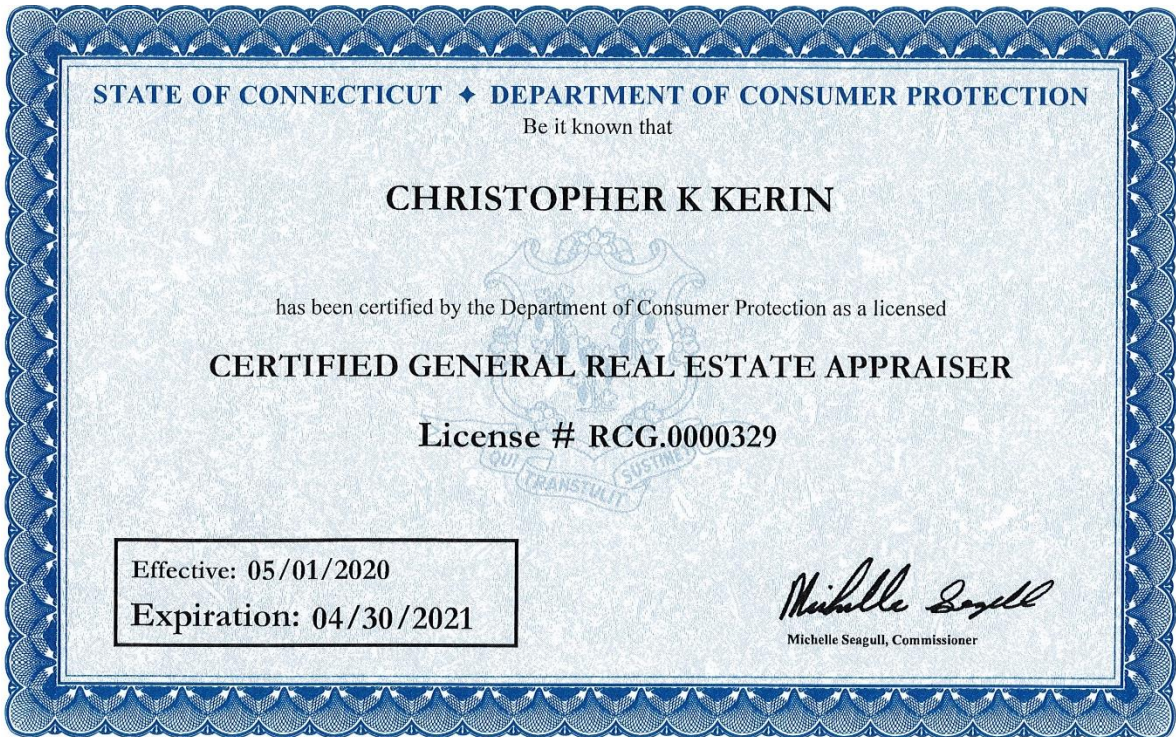 STATE OF CONNECTICUT ✦ DEPARTMENT OF CONSUMER PROTECTION
Be it known that
CHRISTOPHER K KERIN
has been certified by the Department of Consumer Protection as a licensed
CERTIFIED GENERAL REAL ESTATE APPRAISER
License # RCG.0000329
QUI TRANSTULIT SUSTINET
Effective: 05/01/2020
Expiration: 04/30/2021
Michelle Seagull
Michelle Seagull, Commissioner